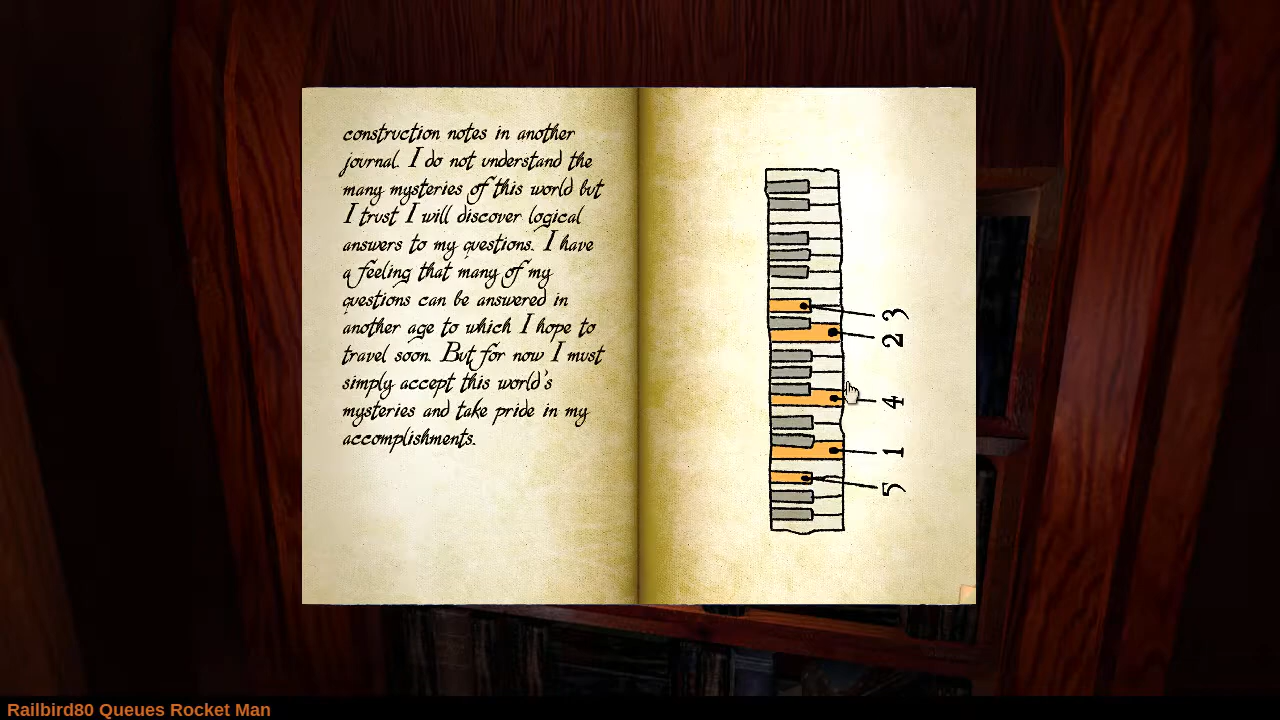 construction notes in another
journal. I do not understand the
many mysteries of this world but
I trust I will discover logical
answers to my questions. I have
a feeling that many of my
questions can be answered in
another age to which I hope to
travel soon. But for now I must
simply accept this world's
mysteries and take pride in my
accomplishments.
3
2
4
1
5
Railbird80 Queues Rocket Man